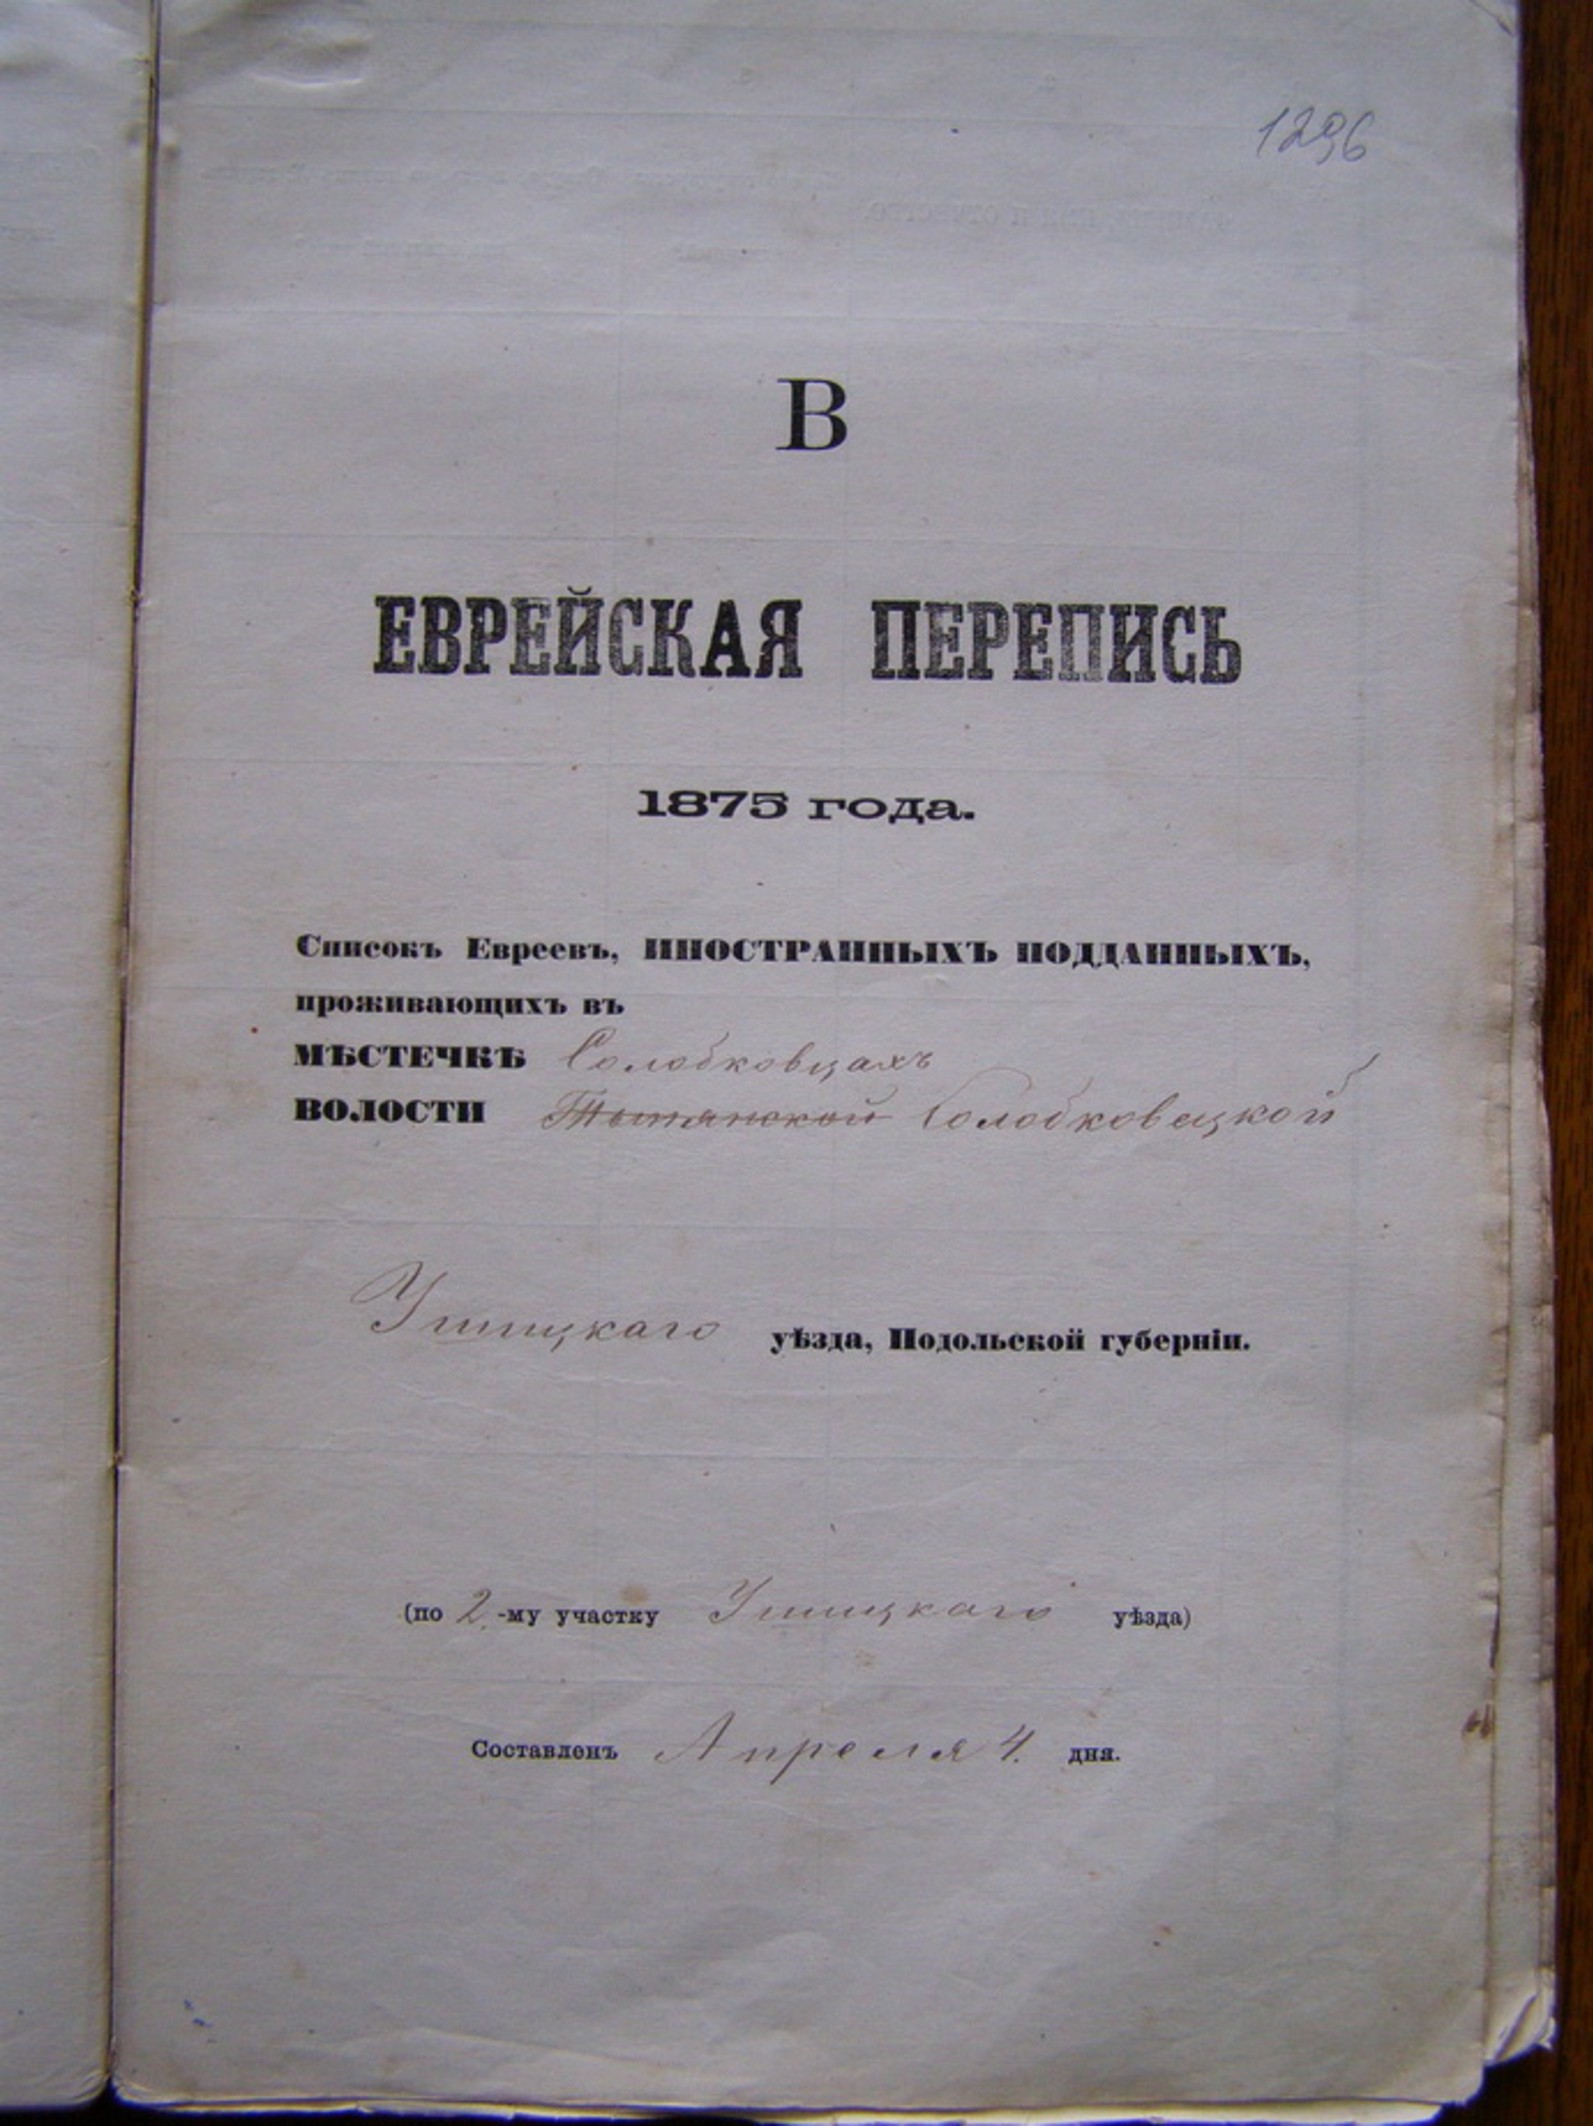 1296
В
ЕВРЕЙСКАЯ ПЕРЕПИСЬ
1875 года.
Списокъ Евреевъ, ИНОСТРАННЫХЪ ПОДДАННЫХЪ,
проживающихъ въ
МѢСТЕЧКѢ Солобковцахъ
ВОЛОСТИ Солобковецкой
Ушицкаго уѣзда, Подольской губерніи.
(по 2-му участку Ушицкаго уѣзда)
Составленъ Апреля 4. дня.